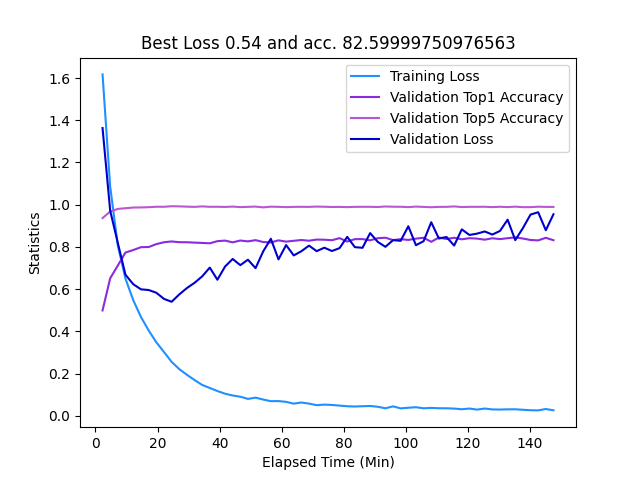 Best Loss 0.54 and acc. 82.59999750976563
Training Loss
Validation Top1 Accuracy
Validation Top5 Accuracy
Validation Loss
Statistics
1.6
1.4
1.2
1.0
0.8
0.6
0.4
0.2
0.0
0 20 40 60 80 100 120 140
Elapsed Time (Min)